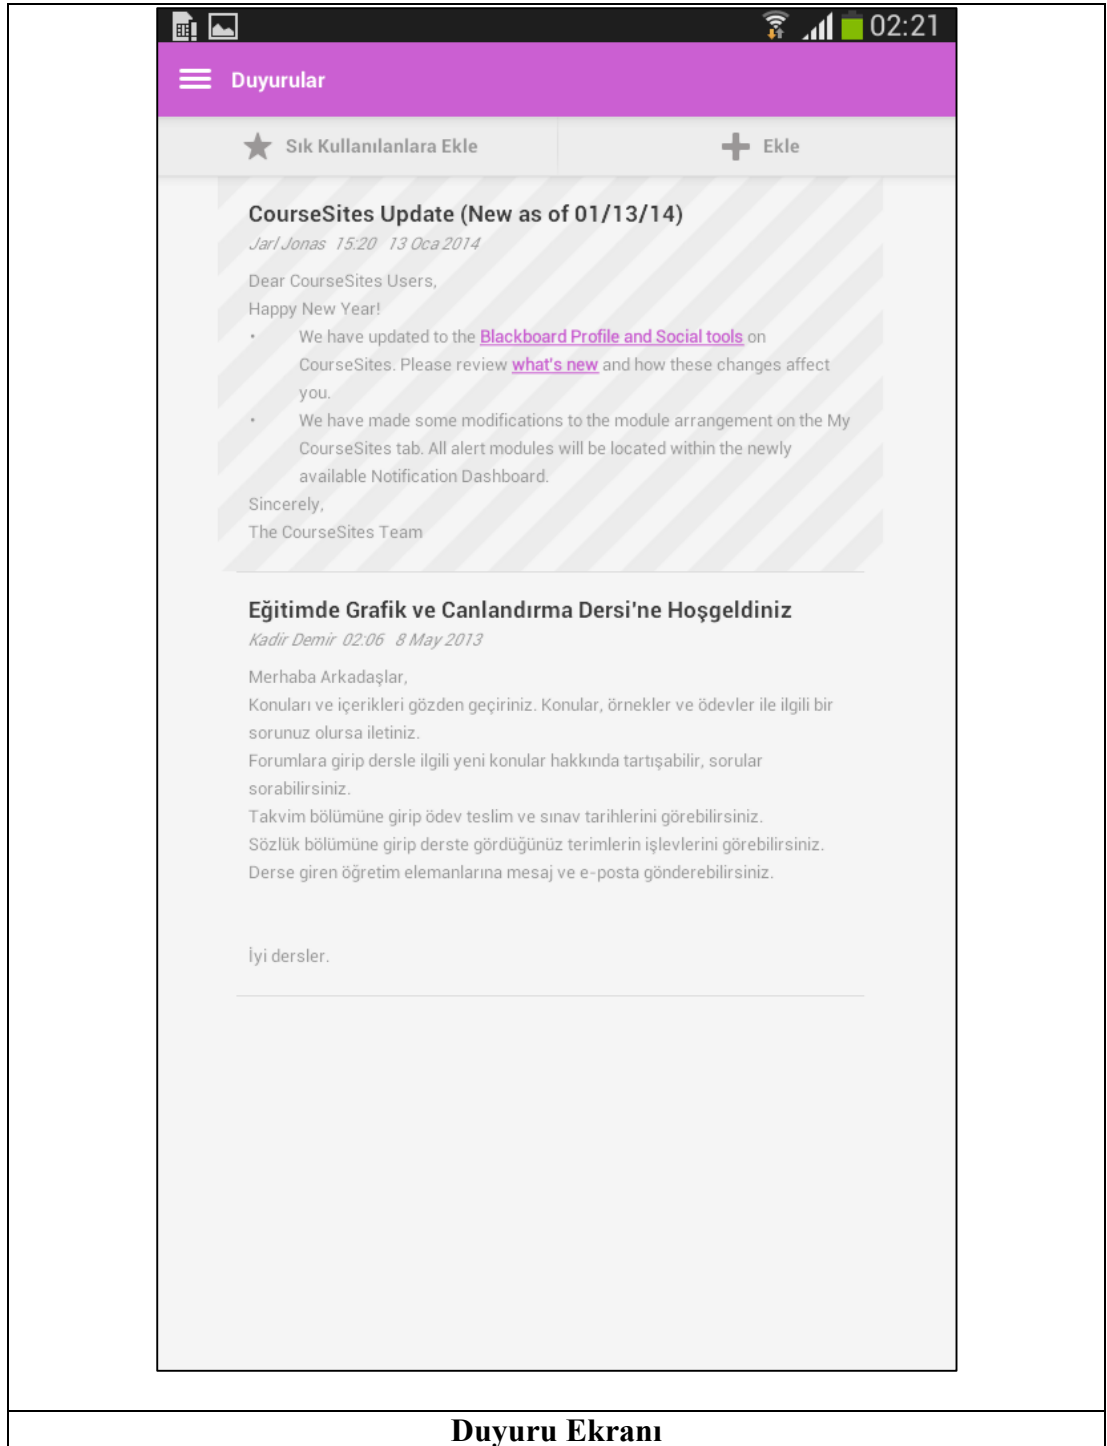 02:21
Duyurular
Sık Kullanılanlara Ekle
Ekle
CourseSites Update (New as of 01/13/14)
Jarl Jonas 15:20 13 Oca 2014
Dear CourseSites Users,
Happy New Year!
• We have updated to the Blackboard Profile and Social tools on
CourseSites. Please review what's new and how these changes affect
you.
• We have made some modifications to the module arrangement on the My
CourseSites tab. All alert modules will be located within the newly
available Notification Dashboard.
Sincerely,
The CourseSites Team
Eğitimde Grafik ve Canlandırma Dersi'ne Hoşgeldiniz
Kadir Demir 02:06 8 May 2013
Merhaba Arkadaşlar,
Konuları ve içerikleri gözden geçiriniz. Konular, örnekler ve ödevler ile ilgili bir
sorunuz olursa iletiniz.
Forumlara girip dersle ilgili yeni konular hakkında tartışabilir, sorular
sorabilirsiniz.
Takvim bölümüne girip ödev teslim ve sınav tarihlerini görebilirsiniz.
Sözlük bölümüne girip derste gördüğünüz terimlerin işlevlerini görebilirsiniz.
Derse giren öğretim elemanlarına mesaj ve e-posta gönderebilirsiniz.
İyi dersler.
Duyuru Ekranı